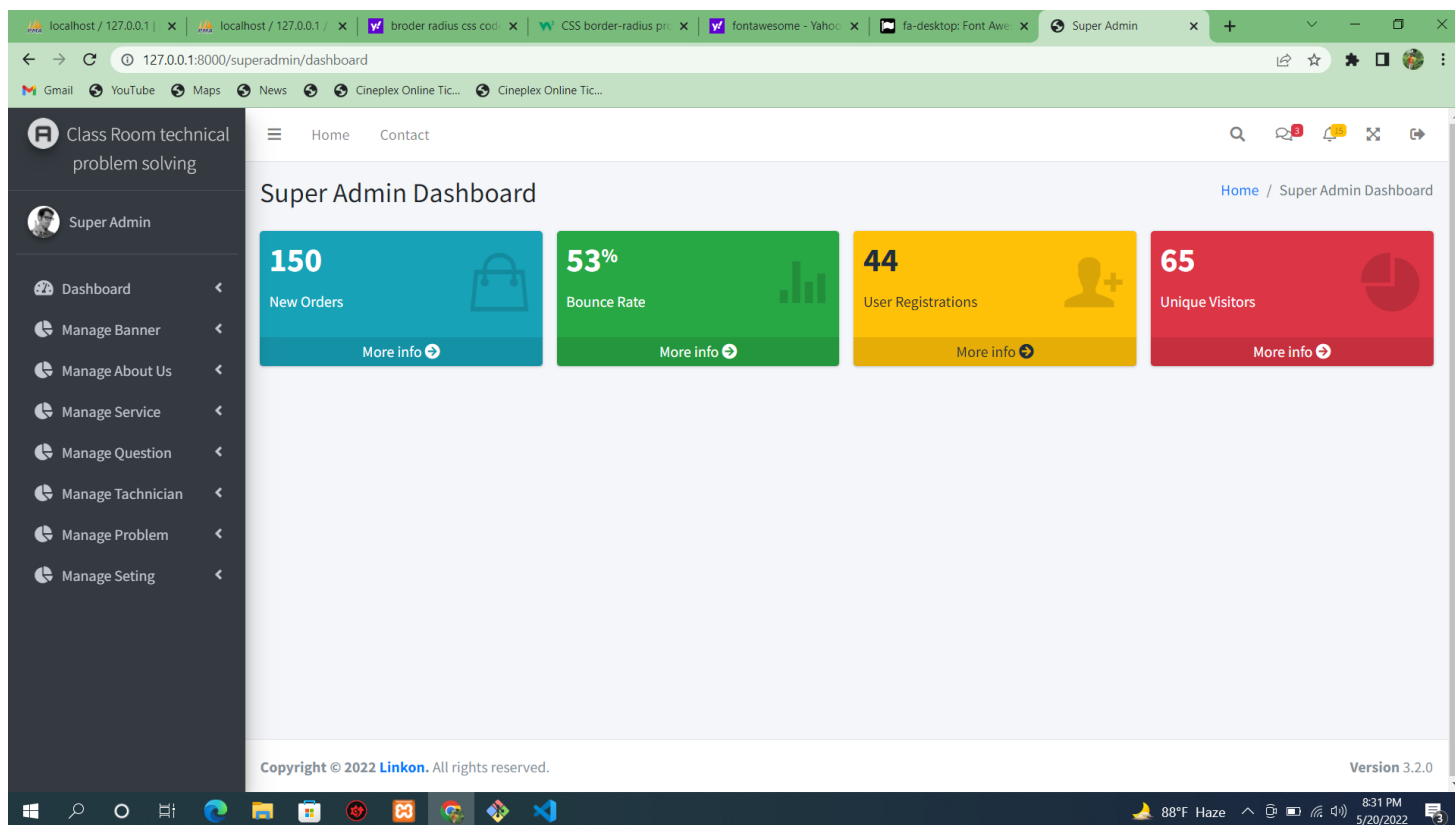 localhost / 127.0.0.1 |
localhost / 127.0.0.1 /
broder radius css cod
CSS border-radius pro
fontawesome - Yahoo
fa-desktop: Font Awe
Super Admin
127.0.0.1:8000/superadmin/dashboard
Gmail YouTube Maps News Cineplex Online Tic... Cineplex Online Tic...
Class Room technical
problem solving
Home Contact
3
15
Super Admin Dashboard
Home / Super Admin Dashboard
Super Admin
Dashboard
Manage Banner
Manage About Us
Manage Service
Manage Question
Manage Tachnician
Manage Problem
Manage Seting
150
New Orders
More info
53%
Bounce Rate
More info
44
User Registrations
More info
65
Unique Visitors
More info
Copyright © 2022 Linkon. All rights reserved.
Version 3.2.0
88°F Haze
8:31 PM
5/20/2022
3